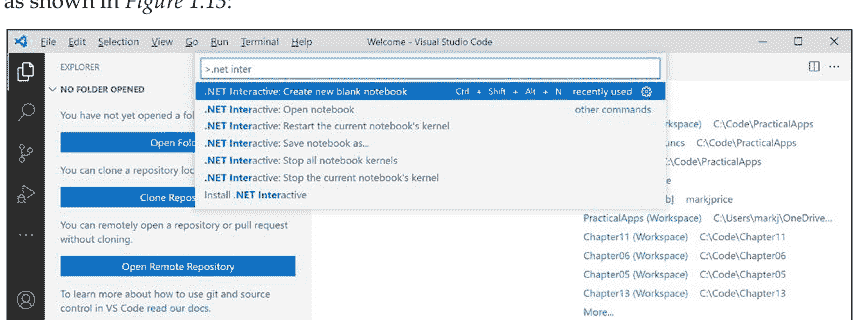 as shown in Figure 1.13:
File Edit Selection View Go Run Terminal Help Welcome - Visual Studio Code
EXPLORER
NO FOLDER OPENED
You have not yet opened a fol
Open Fol
You can clone a repository loc
Clone Repos
You can remotely open a repository or pull request
without cloning.
Open Remote Repository
To learn more about how to use git and source
control in VS Code read our docs.
>.net inter
.NET Interactive: Create new blank notebook Ctrl + Shift + Alt + N recently used
.NET Interactive: Open notebook other commands
.NET Interactive: Restart the current notebook's kernel
.NET Interactive: Save notebook as...
.NET Interactive: Stop all notebook kernels
.NET Interactive: Stop the current notebook's kernel
Install .NET Interactive
kspace) C:\Code\PracticalApps
uncs C:\Code\PracticalApps
C:\Code\PracticalApps
e
b] markjprice
PracticalApps (Workspace) C:\Users\markj\OneDrive...
Chapter11 (Workspace) C:\Code\Chapter11
Chapter06 (Workspace) C:\Code\Chapter06
Chapter05 (Workspace) C:\Code\Chapter05
Chapter13 (Workspace) C:\Code\Chapter13
More...